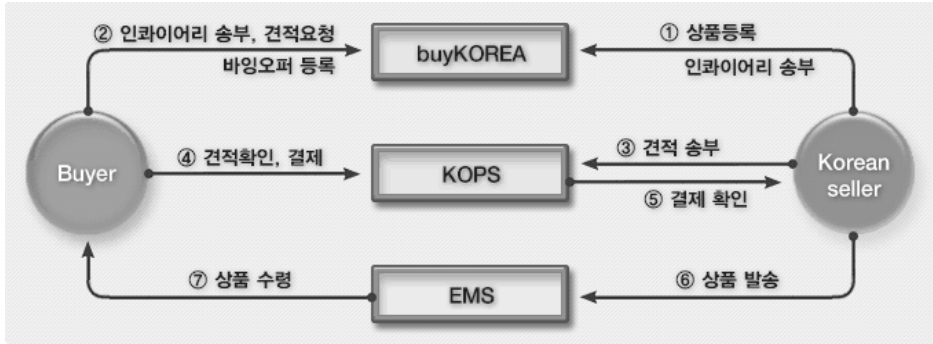 ② 인콰이어리 송부, 견적요청
바잉오퍼 등록
buyKOREA
① 상품등록
인콰이어리 송부
Buyer
④ 견적확인, 결제
KOPS
③ 견적 송부
⑤ 결제 확인
Korean
seller
⑦ 상품 수령
EMS
⑥ 상품 발송